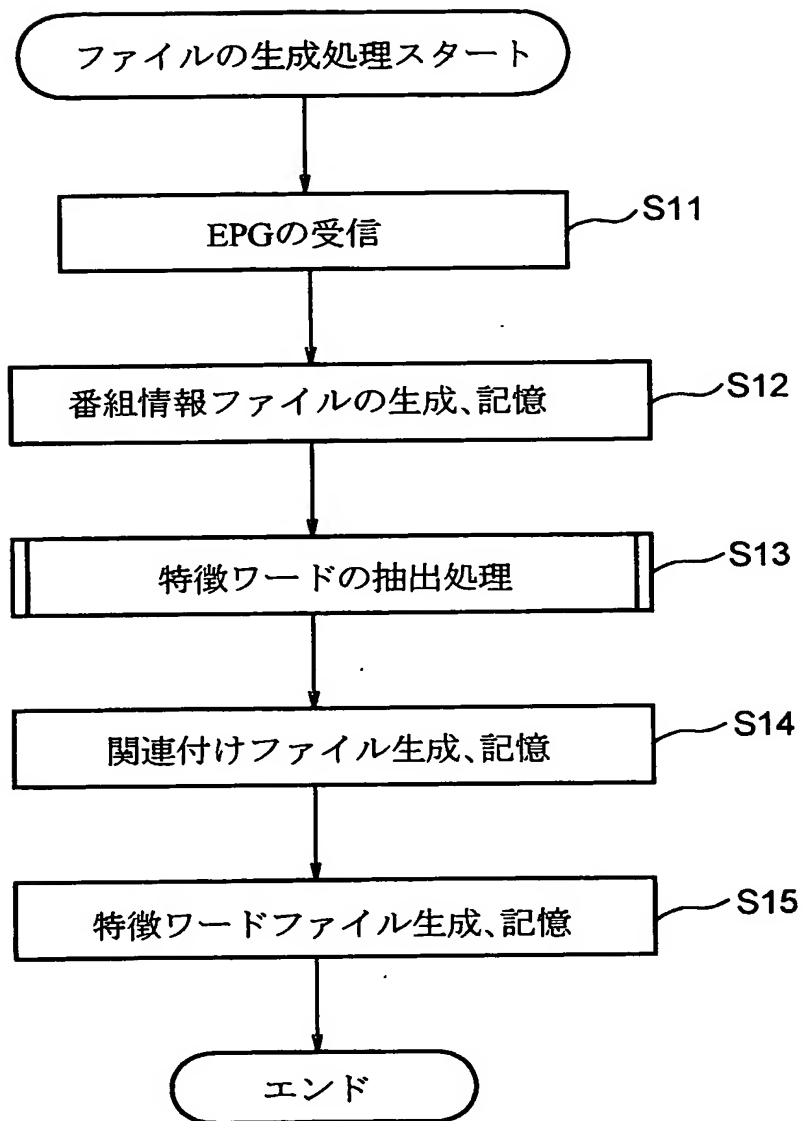 ファイルの生成処理スタート
EPGの受信
S11
番組情報ファイルの生成、記憶
S12
特徴ワードの抽出処理
S13
関連付けファイル生成、記憶
S14
特徴ワードファイル生成、記憶
S15
エンド